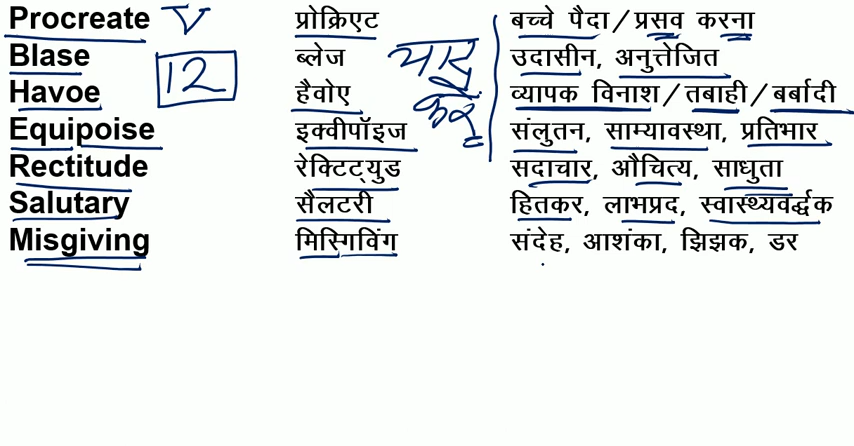 Procreate V प्रोक्रिएट बच्चे पैदा/प्रसव करना
Blase ब्लेज उदासीन, अनुत्तेजित
12 याद करे
Havoe हैवोए व्यापक विनाश/तबाही/बर्बादी
Equipoise इक्वीपॉइज संलुतन, साम्यावस्था, प्रतिभार
Rectitude रेक्टिट्युड सदाचार, औचित्य, साधुता
Salutary सैलटरी हितकर, लाभप्रद, स्वास्थ्यवर्द्धक
Misgiving मिस्गिविंग संदेह, आशंका, झिझक, डर